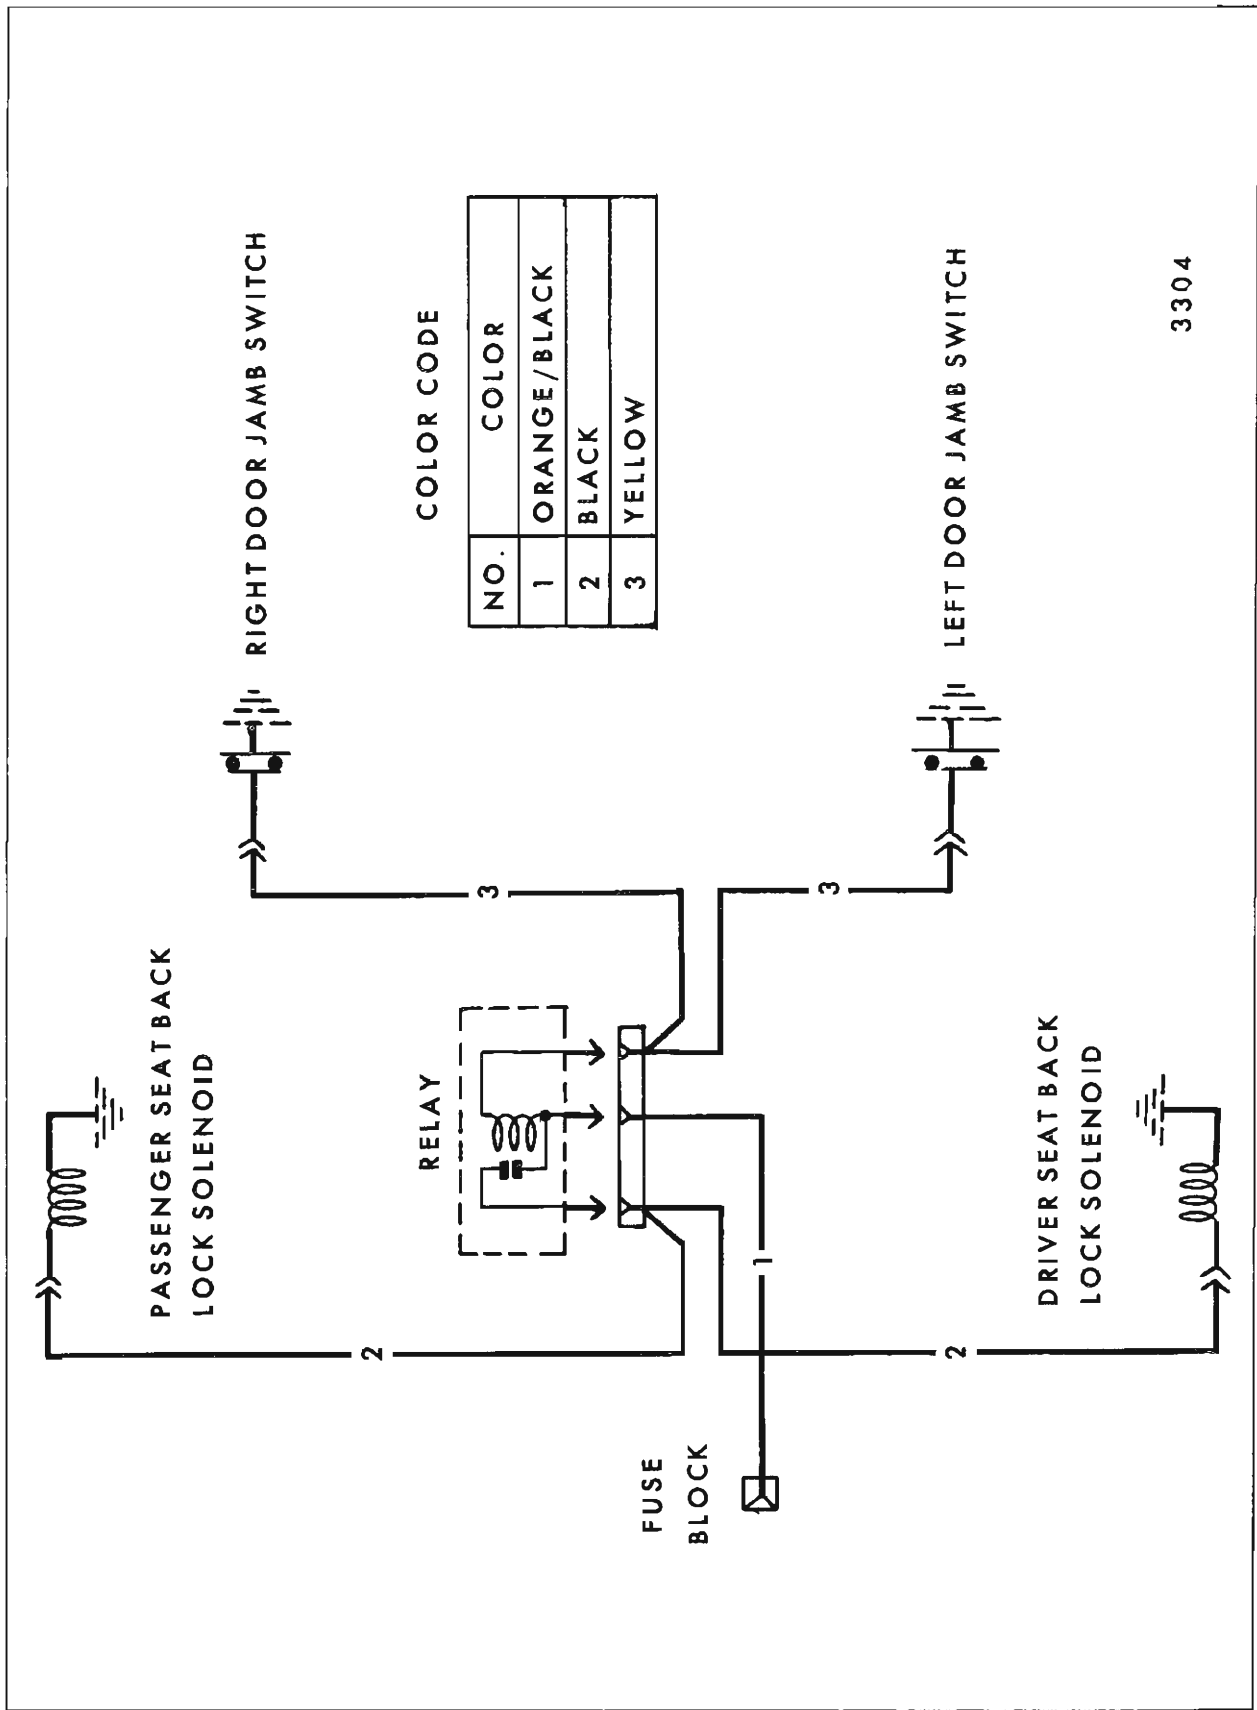 PASSENGER SEAT BACK
LOCK SOLENOID
RIGHT DOOR JAMB SWITCH
2
3
RELAY
COLOR CODE
NO. COLOR
1 ORANGE/BLACK
2 BLACK
3 YELLOW
FUSE
BLOCK
1
3
2
DRIVER SEAT BACK
LOCK SOLENOID
LEFT DOOR JAMB SWITCH
3304